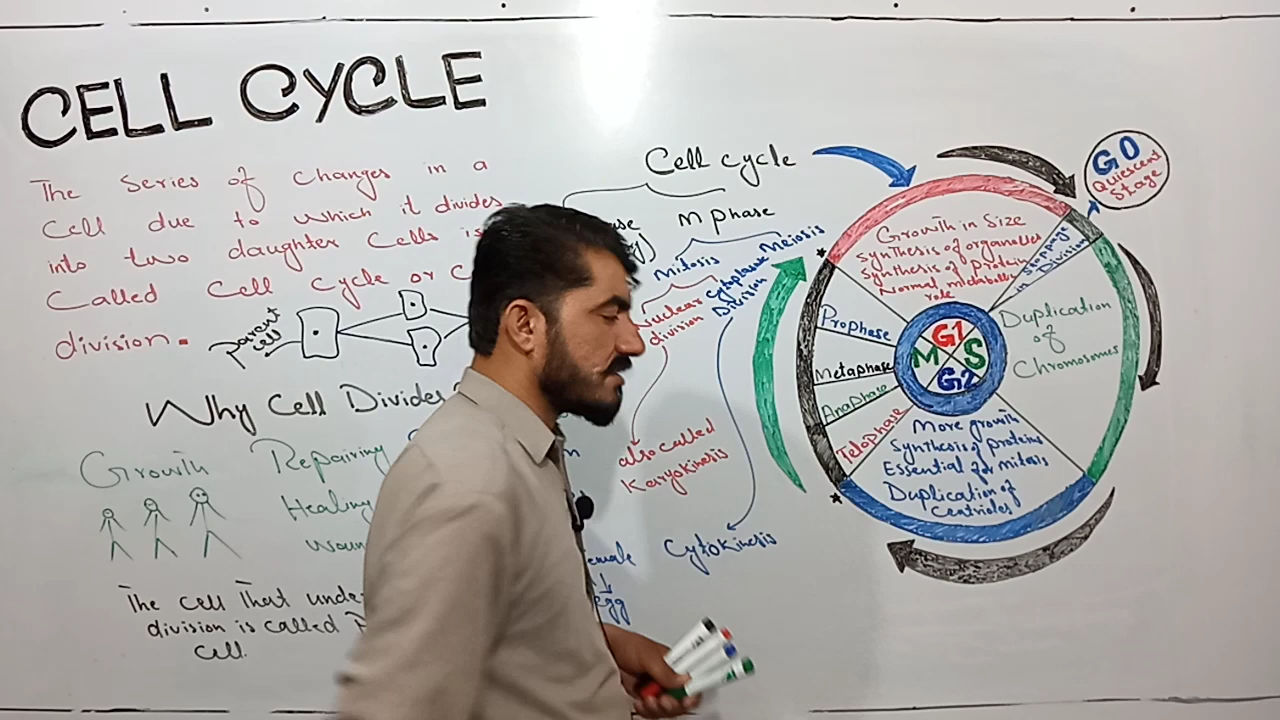 CELL CYCLE
The Series of Changes in a
Cell due to which it divides
into two daughter Cells is
Called Cell Cycle or
division.
parent
cell
Why Cell Divides
Growth
Repairing
Healing
The cell That
division is called
Cell.
Cell cycle
M phase
Mitosis
Meiosis
Nuclear
division
Cytoplasmic
Division
also called
Karyokinesis
Cytokinesis
egg
G0
Quiescent
Stage
Growth in Size
Synthesis of organelles
Synthesis of proteins
Normal metabolic
role
Stoppage
in Division
Duplication
of
Chromosomes
Prophase
Metaphase
Anaphase
Telophase
G1
M S
G2
More growth
Synthesis of proteins
Essential for mitosis
Duplication of
Centrioles